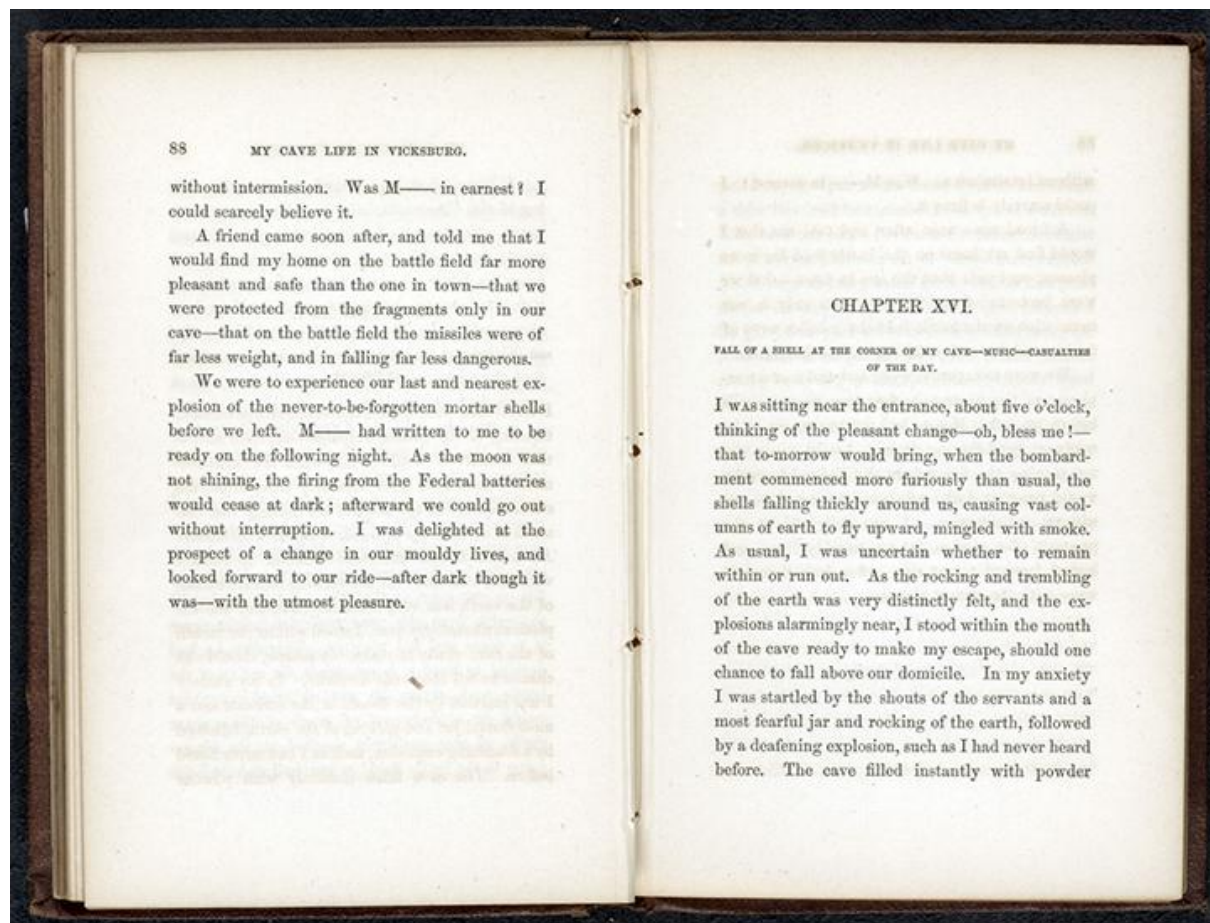 88 MY CAVE LIFE IN VICKSBURG.
without intermission. Was M—— in earnest? I
could scarcely believe it.
A friend came soon after, and told me that I
would find my home on the battle field far more
pleasant and safe than the one in town—that we
were protected from the fragments only in our
cave—that on the battle field the missiles were of
far less weight, and in falling far less dangerous.
We were to experience our last and nearest ex-
plosion of the never-to-be-forgotten mortar shells
before we left. M—— had written to me to be
ready on the following night. As the moon was
not shining, the firing from the Federal batteries
would cease at dark; afterward we could go out
without interruption. I was delighted at the
prospect of a change in our mouldy lives, and
looked forward to our ride—after dark though it
was—with the utmost pleasure.
CHAPTER XVI.
FALL OF A SHELL AT THE CORNER OF MY CAVE—MUSIC—CASUALTIES
OF THE DAY.
I WAS sitting near the entrance, about five o'clock,
thinking of the pleasant change—oh, bless me!—
that to-morrow would bring, when the bombard-
ment commenced more furiously than usual, the
shells falling thickly around us, causing vast col-
umns of earth to fly upward, mingled with smoke.
As usual, I was uncertain whether to remain
within or run out. As the rocking and trembling
of the earth was very distinctly felt, and the ex-
plosions alarmingly near, I stood within the mouth
of the cave ready to make my escape, should one
chance to fall above our domicile. In my anxiety
I was startled by the shouts of the servants and a
most fearful jar and rocking of the earth, followed
by a deafening explosion, such as I had never heard
before. The cave filled instantly with powder